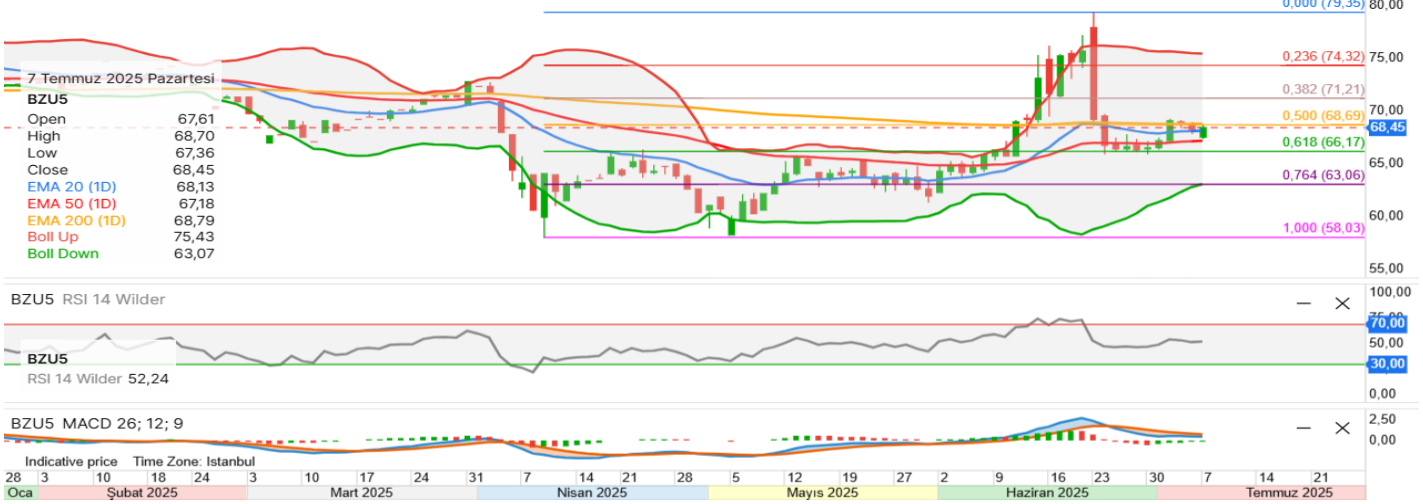 0,000 (79,35)
80,00
0,236 (74,32)
75,00
7 Temmuz 2025 Pazartesi
BZU5
Open 67,61
High 68,70
Low 67,36
Close 68,45
EMA 20 (1D) 68,13
EMA 50 (1D) 67,18
EMA 200 (1D) 68,79
Boll Up 75,43
Boll Down 63,07
0,382 (71,21)
70,00
0,500 (68,69)
68,45
0,618 (66,17)
65,00
0,764 (63,06)
60,00
1,000 (58,03)
55,00
BZU5 RSI 14 Wilder
100,00
70,00
50,00
30,00
0,00
BZU5
RSI 14 Wilder 52,24
BZU5 MACD 26; 12; 9
2,50
0,00
Indicative price Time Zone: Istanbul
28 3 10 18 24 3 10 17 24 31 7 14 21 28 5 12 19 27 2 9 16 23 30 7 14 21
Oca Şubat 2025 Mart 2025 Nisan 2025 Mayıs 2025 Haziran 2025 Temmuz 2025